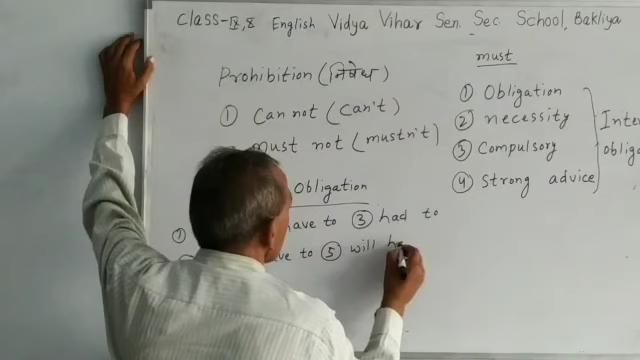 Class-IX,X English Vidya Vihar Sen. Sec. School, Bakliya
Prohibition (निषेध)
① Can not (can't)
must not (mustn't)
Obligation
① have to ③ had to
to ⑤ will
must
① Obligation
② necessity
③ Compulsory
④ Strong advice